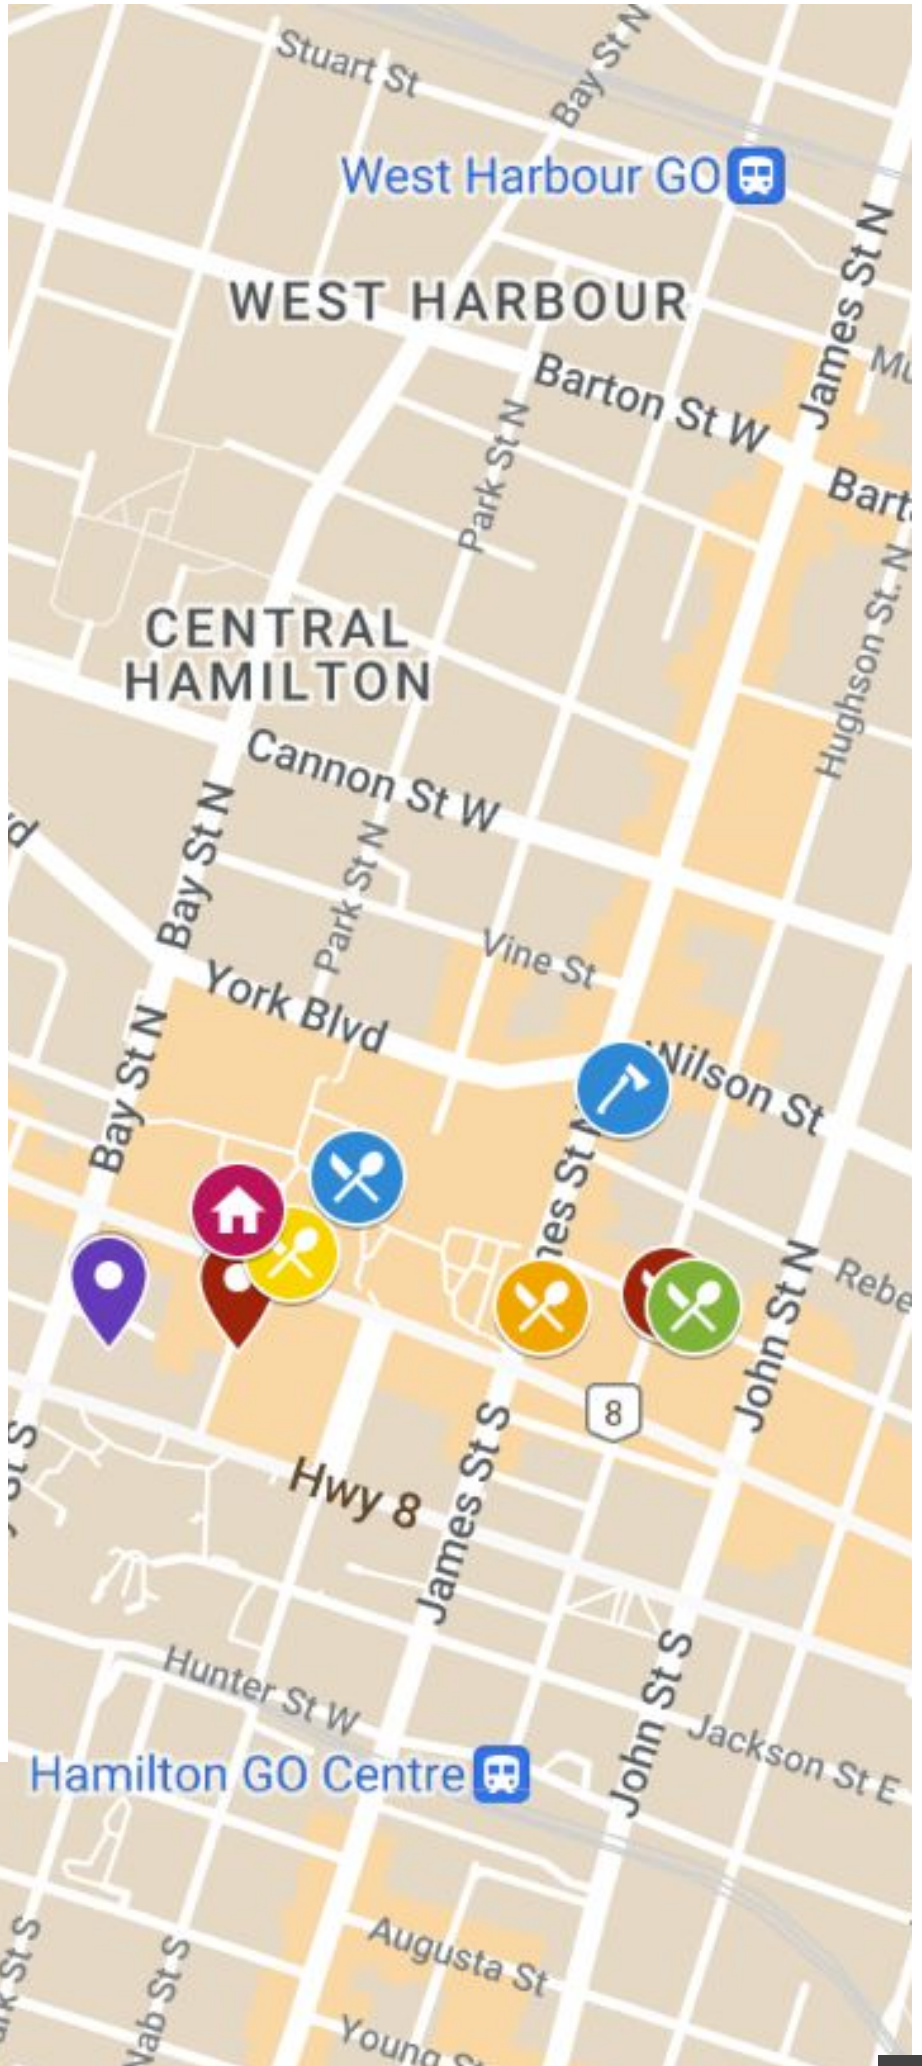 Stuart St
Bay St N
West Harbour GO
James St N
WEST HARBOUR
Barton St W
Park St N
Hughson St. N
CENTRAL
HAMILTON
Cannon St W
Bay St N
Park St N
Vine St
York Blvd
Bay St N
Wilson St
John St N
8
James St S
Hwy 8
John St S
Hunter St W
Jackson St E
Hamilton GO Centre
Augusta St